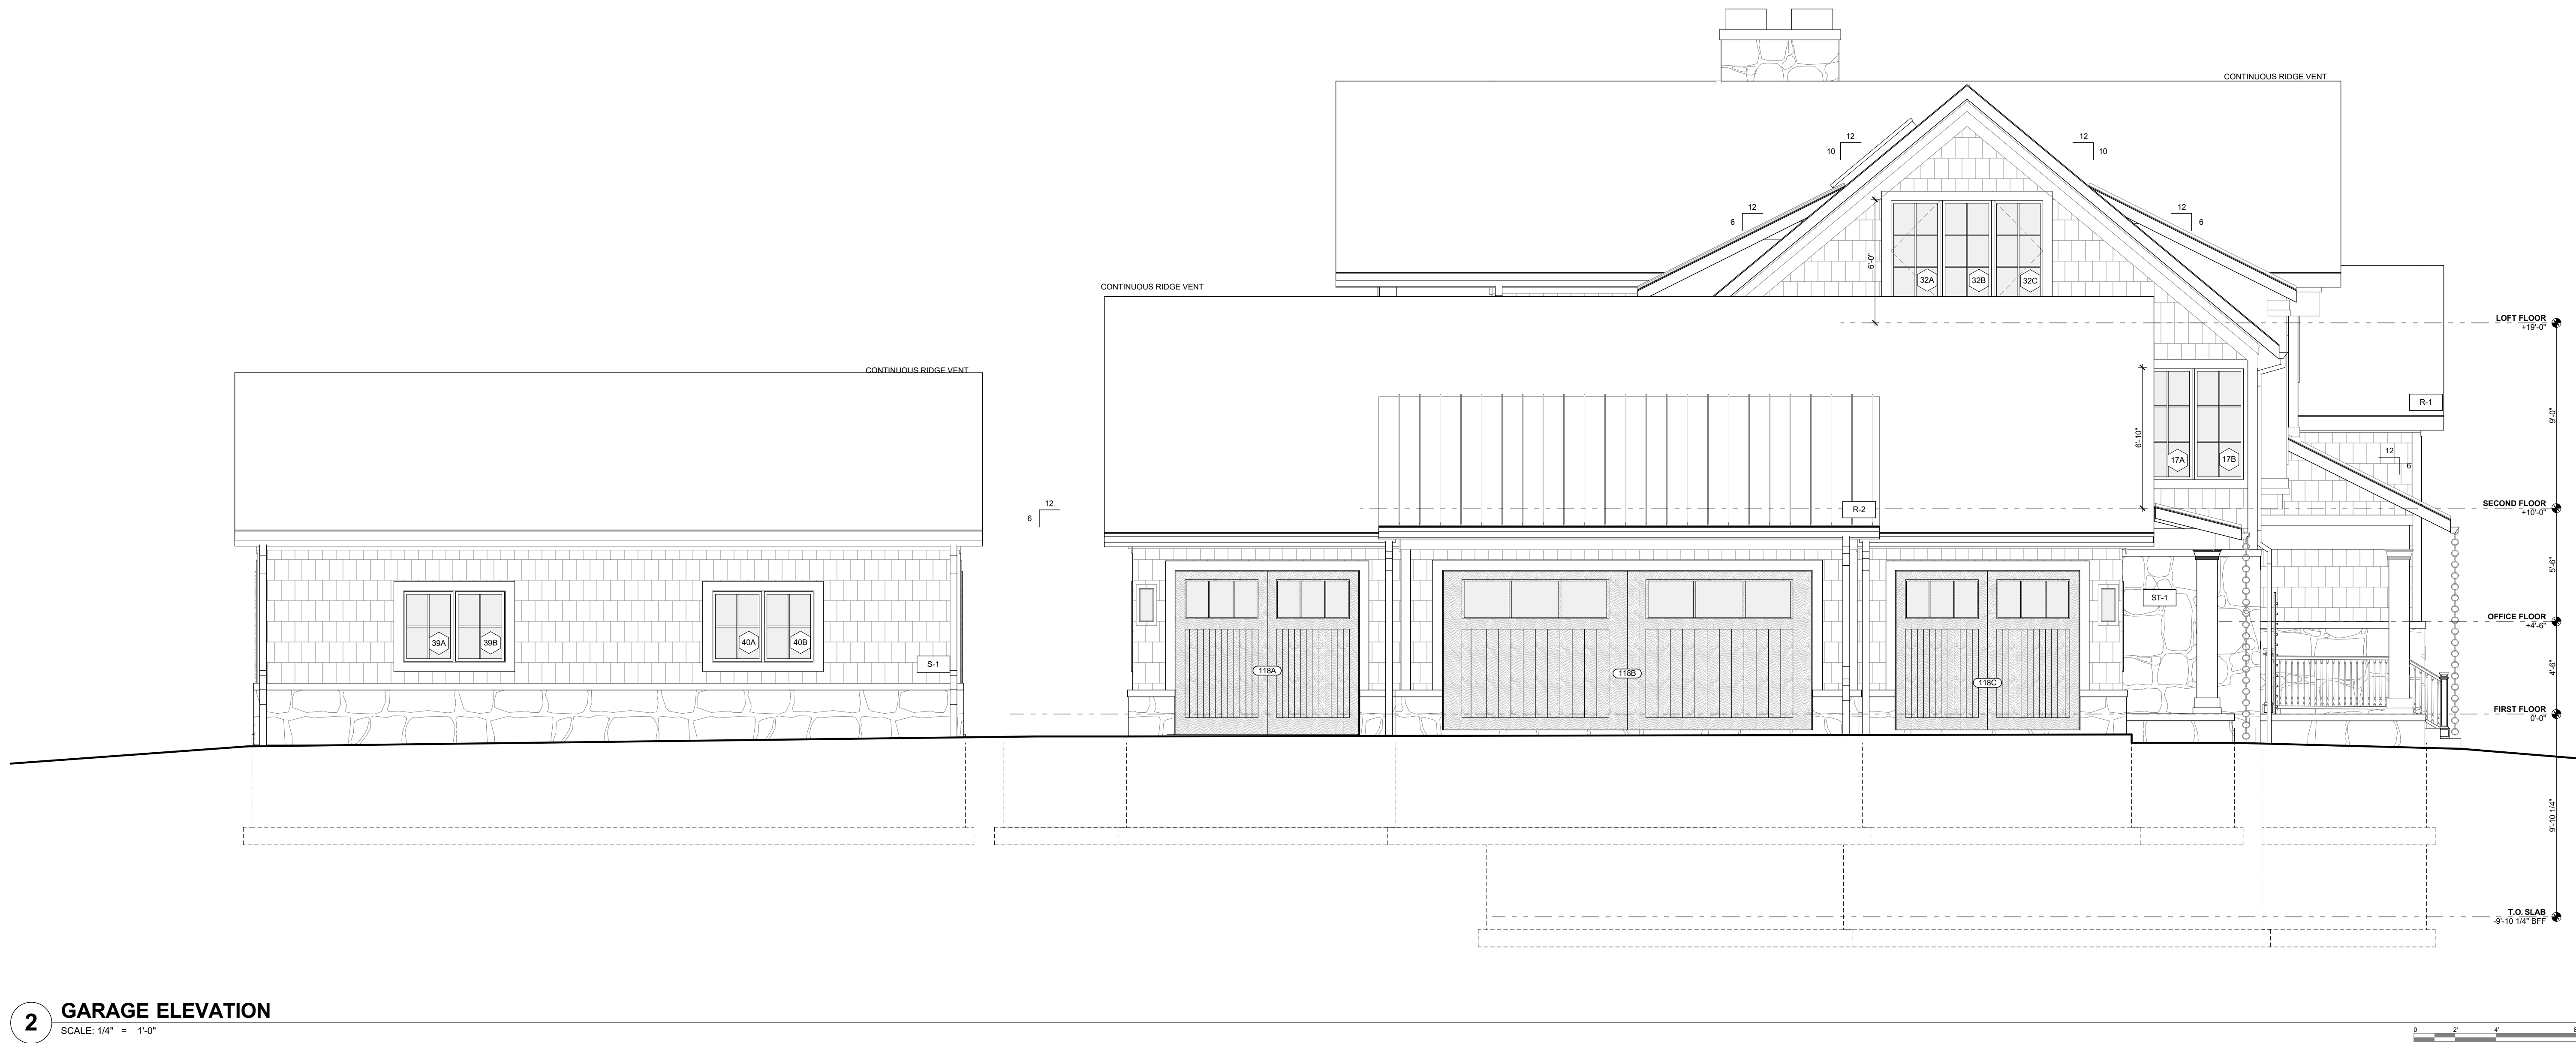 CONTINUOUS RIDGE VENT
12
10
12
10
12
6
12
6
6'-0"
32A
32B
32C
CONTINUOUS RIDGE VENT
LOFT FLOOR
+19'-0"
CONTINUOUS RIDGE VENT
R-1
9'-0"
6'-10"
17A
17B
12
6
12
6
R-2
SECOND FLOOR
+10'-0"
5'-6"
ST-1
OFFICE FLOOR
+4'-6"
39A
39B
40A
40B
S-1
118A
118B
118C
4'-6"
FIRST FLOOR
0'-0"
9'-10 1/4"
T.O. SLAB
-9'-10 1/4" BFF
2
GARAGE ELEVATION
SCALE: 1/4" = 1'-0"
0 2' 4' 8